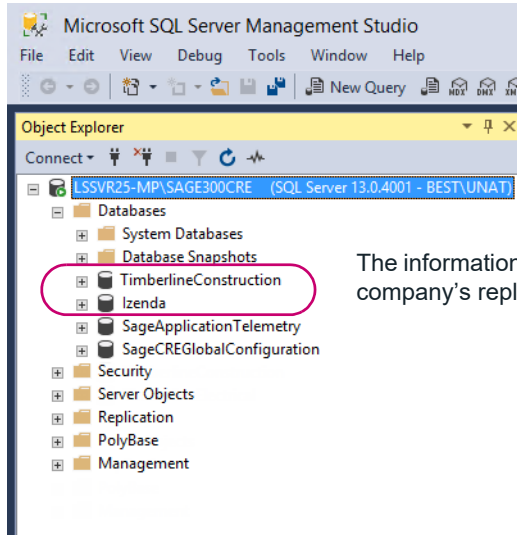 Microsoft SQL Server Management Studio
File Edit View Debug Tools Window Help
New Query MDX DMX
Object Explorer
Connect
LSSVR25-MP\SAGE300CRE (SQL Server 13.0.4001 - BEST\UNAT)
Databases
System Databases
Database Snapshots
TimberlineConstruction
Izenda
SageApplicationTelemetry
SageCREGlobalConfiguration
Security
Server Objects
Replication
PolyBase
Management
The information
company’s repl